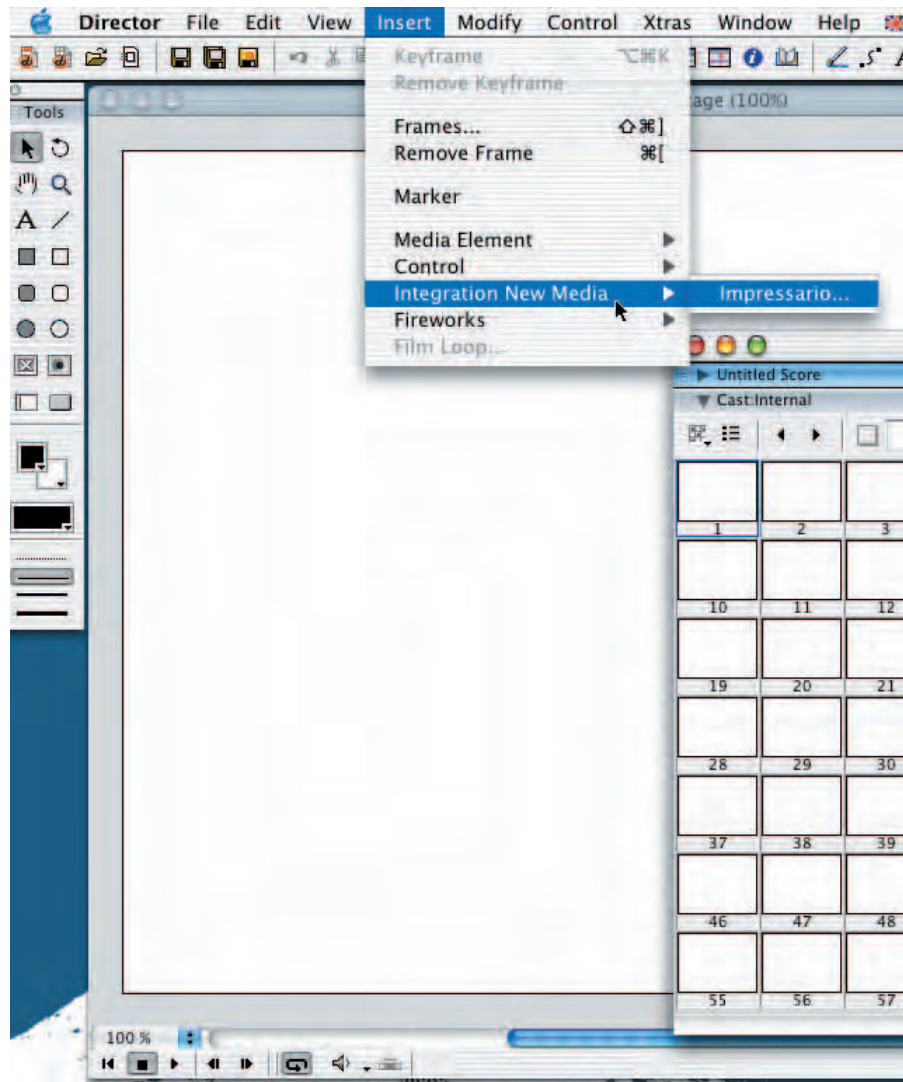 Director File Edit View Insert Modify Control Xtras Window Help
Tools
age (100%)
Keyframe ⌥⌘K
Remove Keyframe
Frames... ⇧⌘]
Remove Frame ⌘[
Marker
Media Element
Control
Integration New Media
Impressario...
Fireworks
Film Loop...
A
Untitled Score
Cast:Internal
1 2 3
10 11 12
19 20 21
28 29 30
37 38 39
46 47 48
55 56 57
100 %